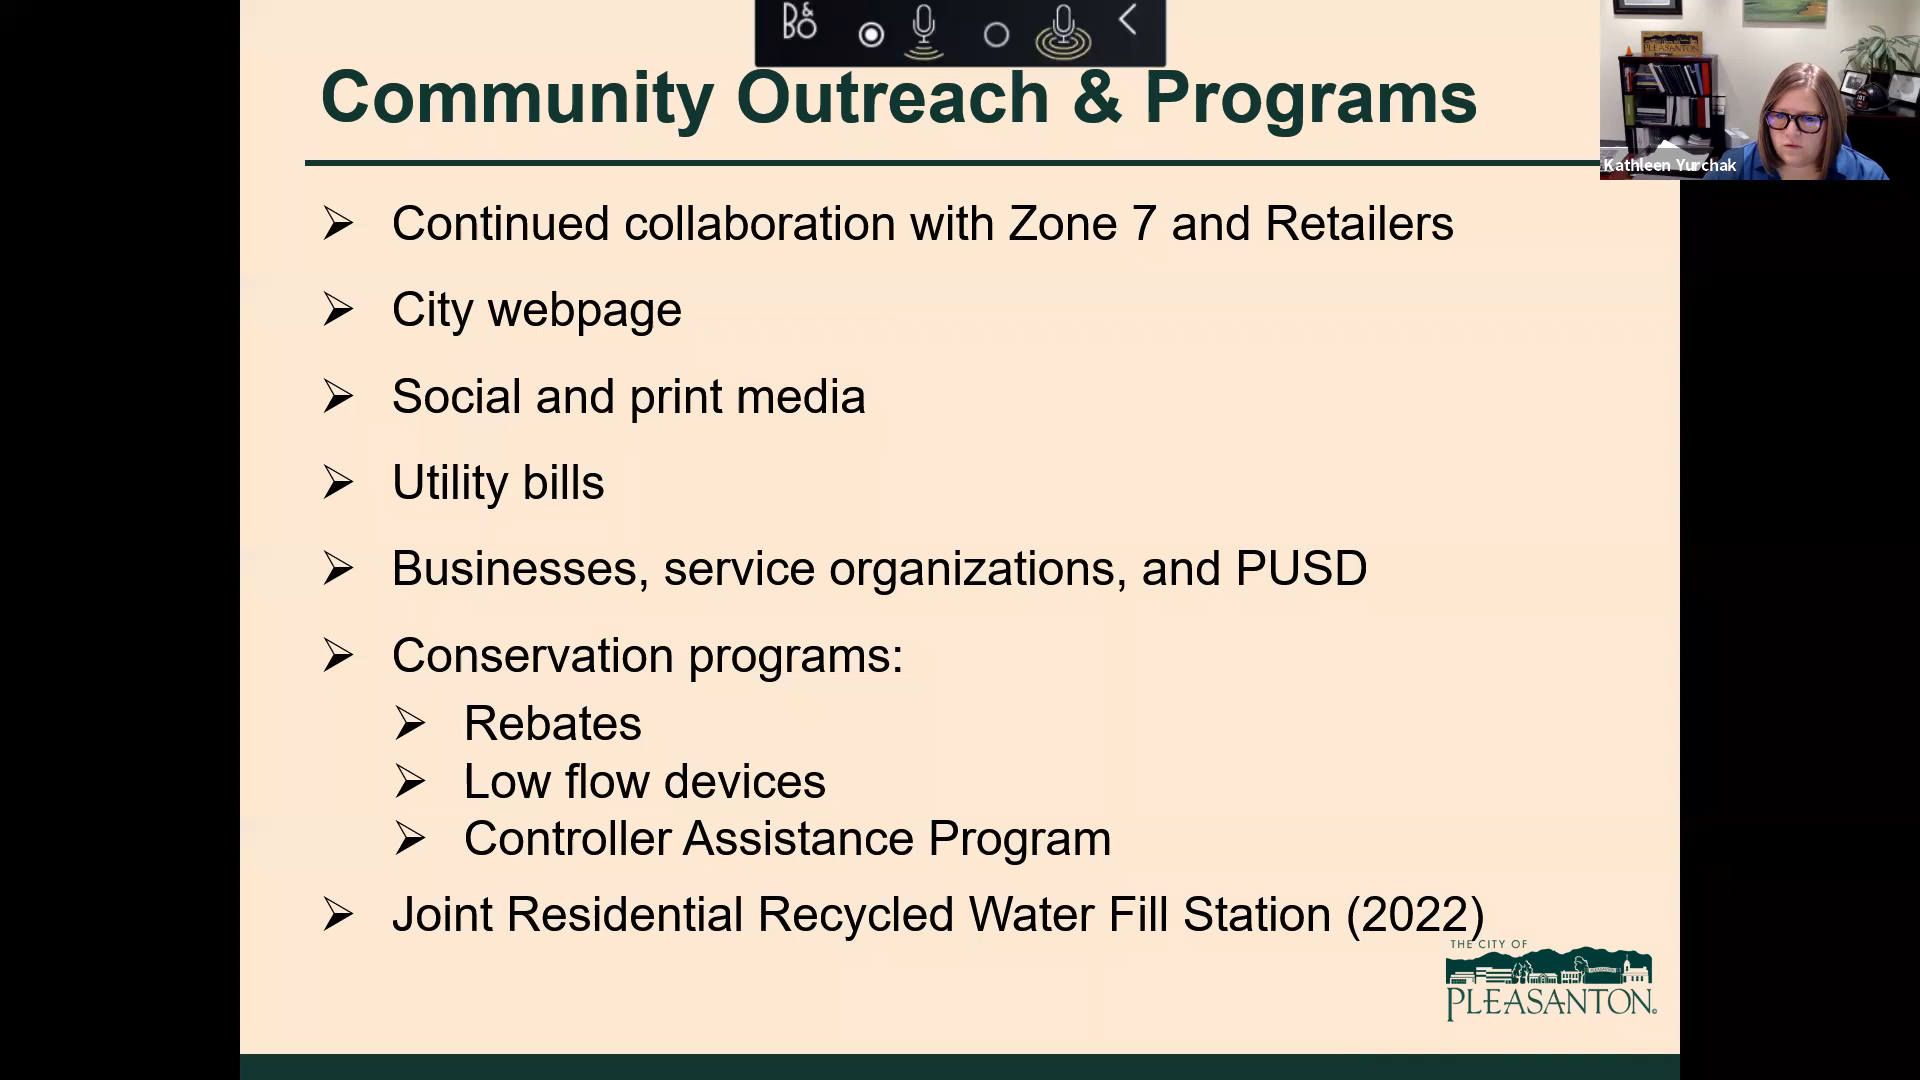 B&O
Community Outreach & Programs
PLEASANTON
Kathleen Yurchak
➢ Continued collaboration with Zone 7 and Retailers
➢ City webpage
➢ Social and print media
➢ Utility bills
➢ Businesses, service organizations, and PUSD
➢ Conservation programs:
➢ Rebates
➢ Low flow devices
➢ Controller Assistance Program
➢ Joint Residential Recycled Water Fill Station (2022)
THE CITY OF
PLEASANTON.